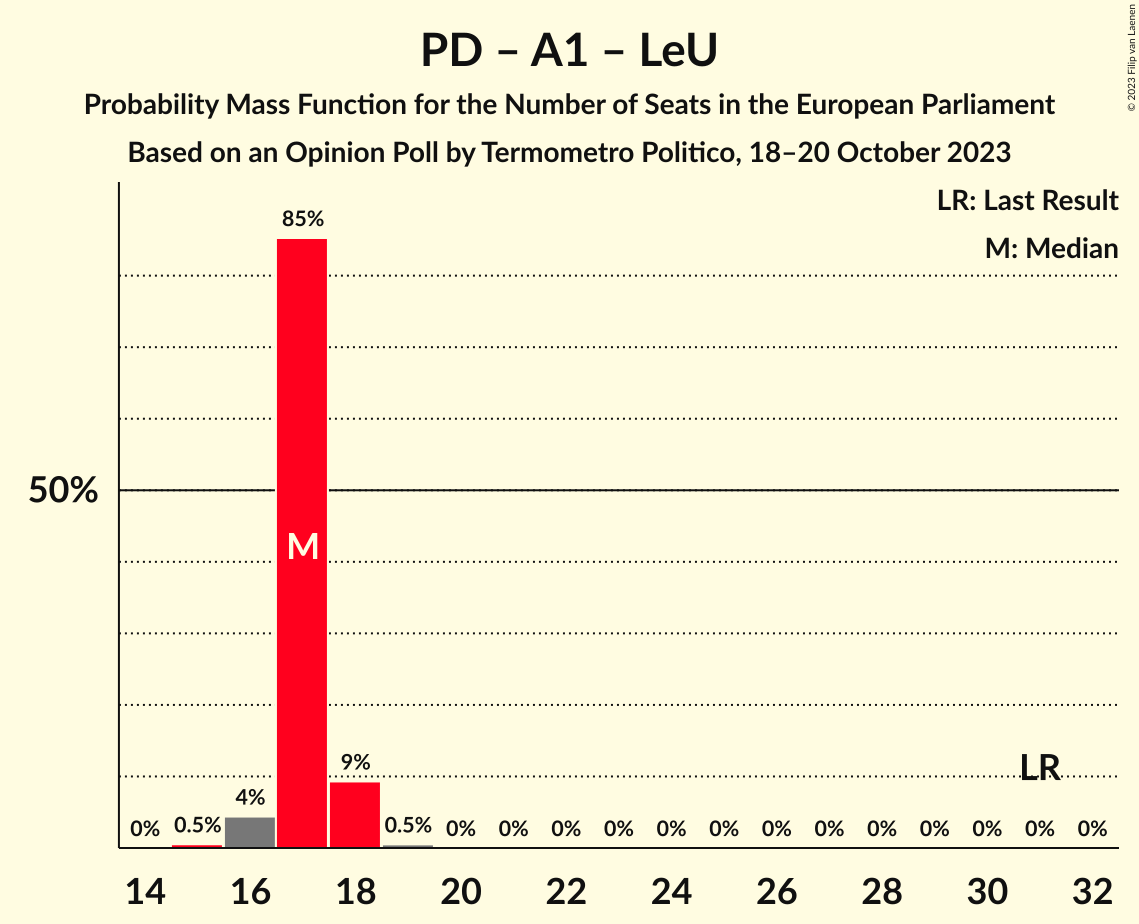 PD – A1 – LeU
Probability Mass Function for the Number of Seats in the European Parliament
Based on an Opinion Poll by Termometro Politico, 18–20 October 2023
© 2023 Filip van Laenen
LR: Last Result
M: Median
85%
50%
M
9%
LR
4%
0% 0.5% 0.5% 0% 0% 0% 0% 0% 0% 0% 0% 0% 0% 0% 0% 0%
14 16 18 20 22 24 26 28 30 32